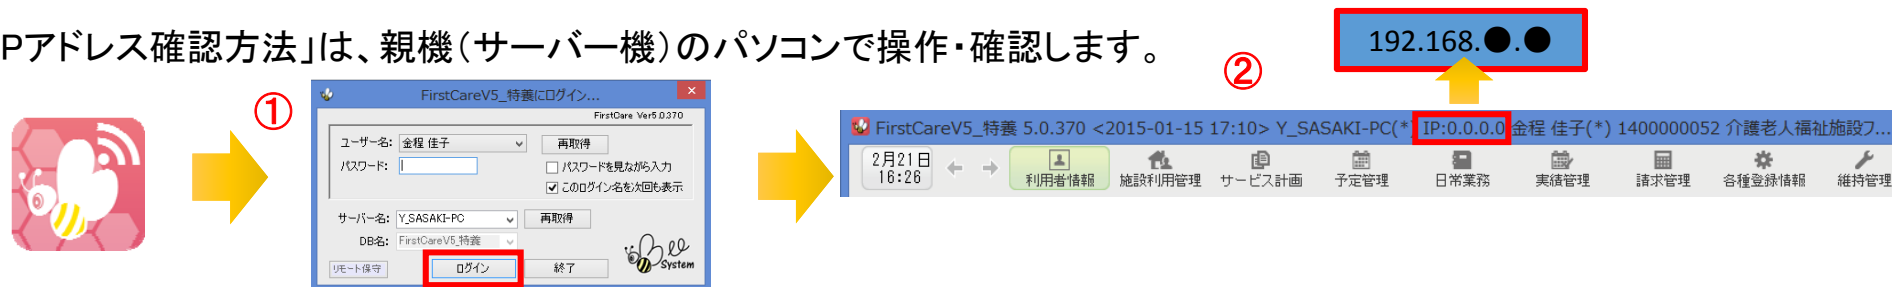 Pアドレス確認方法」は、親機（サーバー機）のパソコンで操作・確認します。
①
FirstCareV5_特養にログイン...
FirstCare Ver5.0.370
ユーザー名: 金程 佳子 再取得
パスワード: パスワードを見ながら入力
このログイン名を次回も表示
サーバー名: Y_SASAKI-PC 再取得
DB名: FirstCareV5_特養
リモート保守 ログイン 終了
Bee System
②
192.168.●.●
FirstCareV5_特養 5.0.370 <2015-01-15 17:10> Y_SASAKI-PC(*) IP:0.0.0.0 金程 佳子(*) 1400000052 介護老人福祉施設フ...
2月21日
16:26
利用者情報 施設利用管理 サービス計画 予定管理 日常業務 実績管理 請求管理 各種登録情報 維持管理